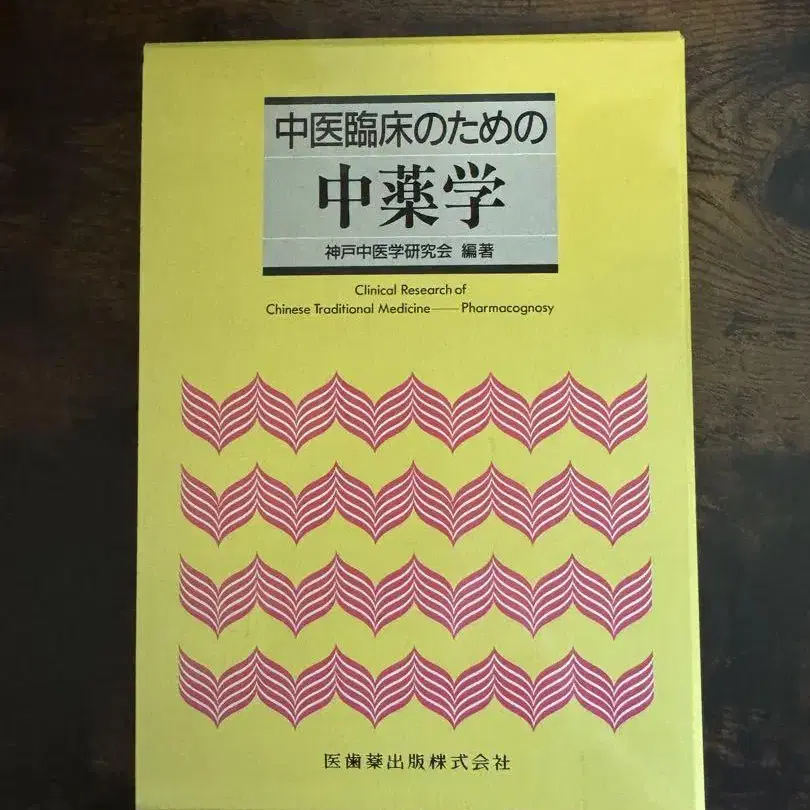 中医臨床のための
中薬学
神戸中医学研究会 編著
Clinical Research of
Chinese Traditional Medicine——Pharmacognosy
医歯薬出版株式会社